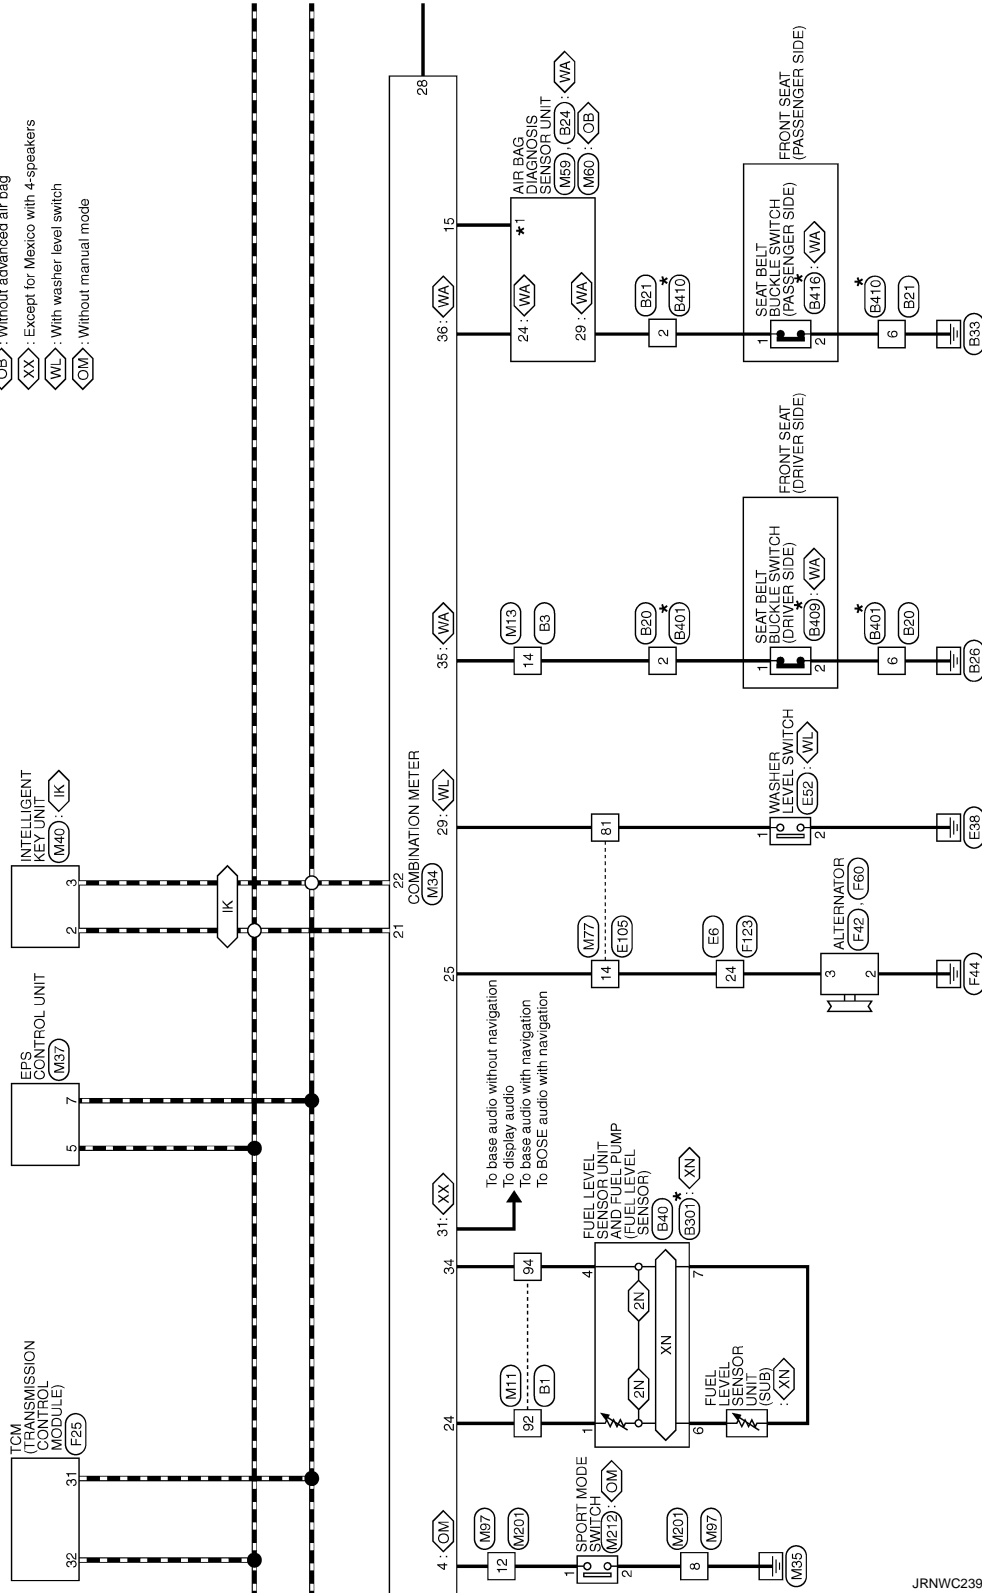 OB : Without advanced air bag
XX : Except for Mexico with 4-speakers
WL : With washer level switch
OM : Without manual mode
TCM
(TRANSMISSION
CONTROL
MODULE)
F25
32
31
EPS
CONTROL UNIT
M37
5
7
INTELLIGENT
KEY UNIT
M40 : IK
2
3
IK
21
22
COMBINATION METER
M34
28
4 : OM
24
34
31 : XX
25
29 : WL
35 : WA
36 : WA
15
M97
12
M201
1
SPORT MODE
SWITCH
M212 : OM
2
M201
8
M97
M35
M11
92
B1
94
1
4
FUEL LEVEL
SENSOR UNIT
AND FUEL PUMP
(FUEL LEVEL
SENSOR)
B40
B301 * : XN
2N
2N
XN
6
7
FUEL
LEVEL
SENSOR
UNIT
(SUB)
: XN
To base audio without navigation
To display audio
To base audio with navigation
To BOSE audio with navigation
M77
14
E105
81
E6
24
F123
ALTERNATOR
F42 , F60
3
2
F44
WASHER
LEVEL SWITCH
E52 : WL
1
2
E38
M13
14
B3
B20
2
* B401
FRONT SEAT
(DRIVER SIDE)
SEAT BELT
BUCKLE SWITCH
(DRIVER SIDE)
* B409 : WA
1
2
* B401
6
B20
B26
AIR BAG
DIAGNOSIS
SENSOR UNIT
M59 , B24 : WA
M60 : OB
24 : WA
*1
29 : WA
B21
2
* B410
FRONT SEAT
(PASSENGER SIDE)
SEAT BELT
BUCKLE SWITCH
(PASSENGER SIDE)
* B416 : WA
1
2
* B410
6
B21
B33
JRNWC239